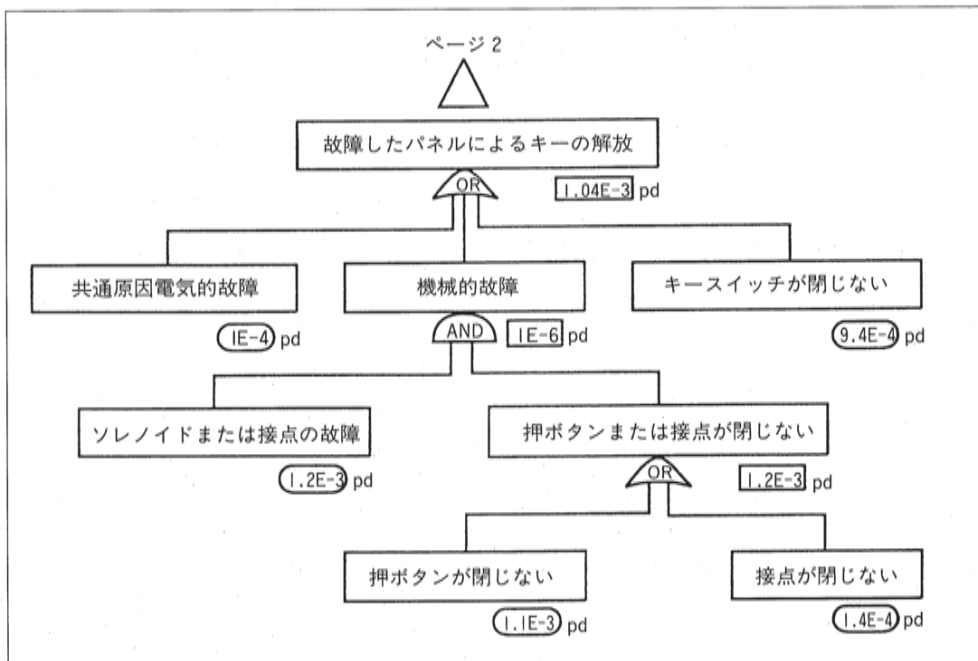 ページ 2
故障したパネルによるキーの解放
OR
1.04E-3 pd
共通原因電気的故障
機械的故障
キースイッチが閉じない
1E-4 pd
AND
1E-6 pd
9.4E-4 pd
ソレノイドまたは接点の故障
押ボタンまたは接点が閉じない
1.2E-3 pd
OR
1.2E-3 pd
押ボタンが閉じない
接点が閉じない
1.1E-3 pd
1.4E-4 pd